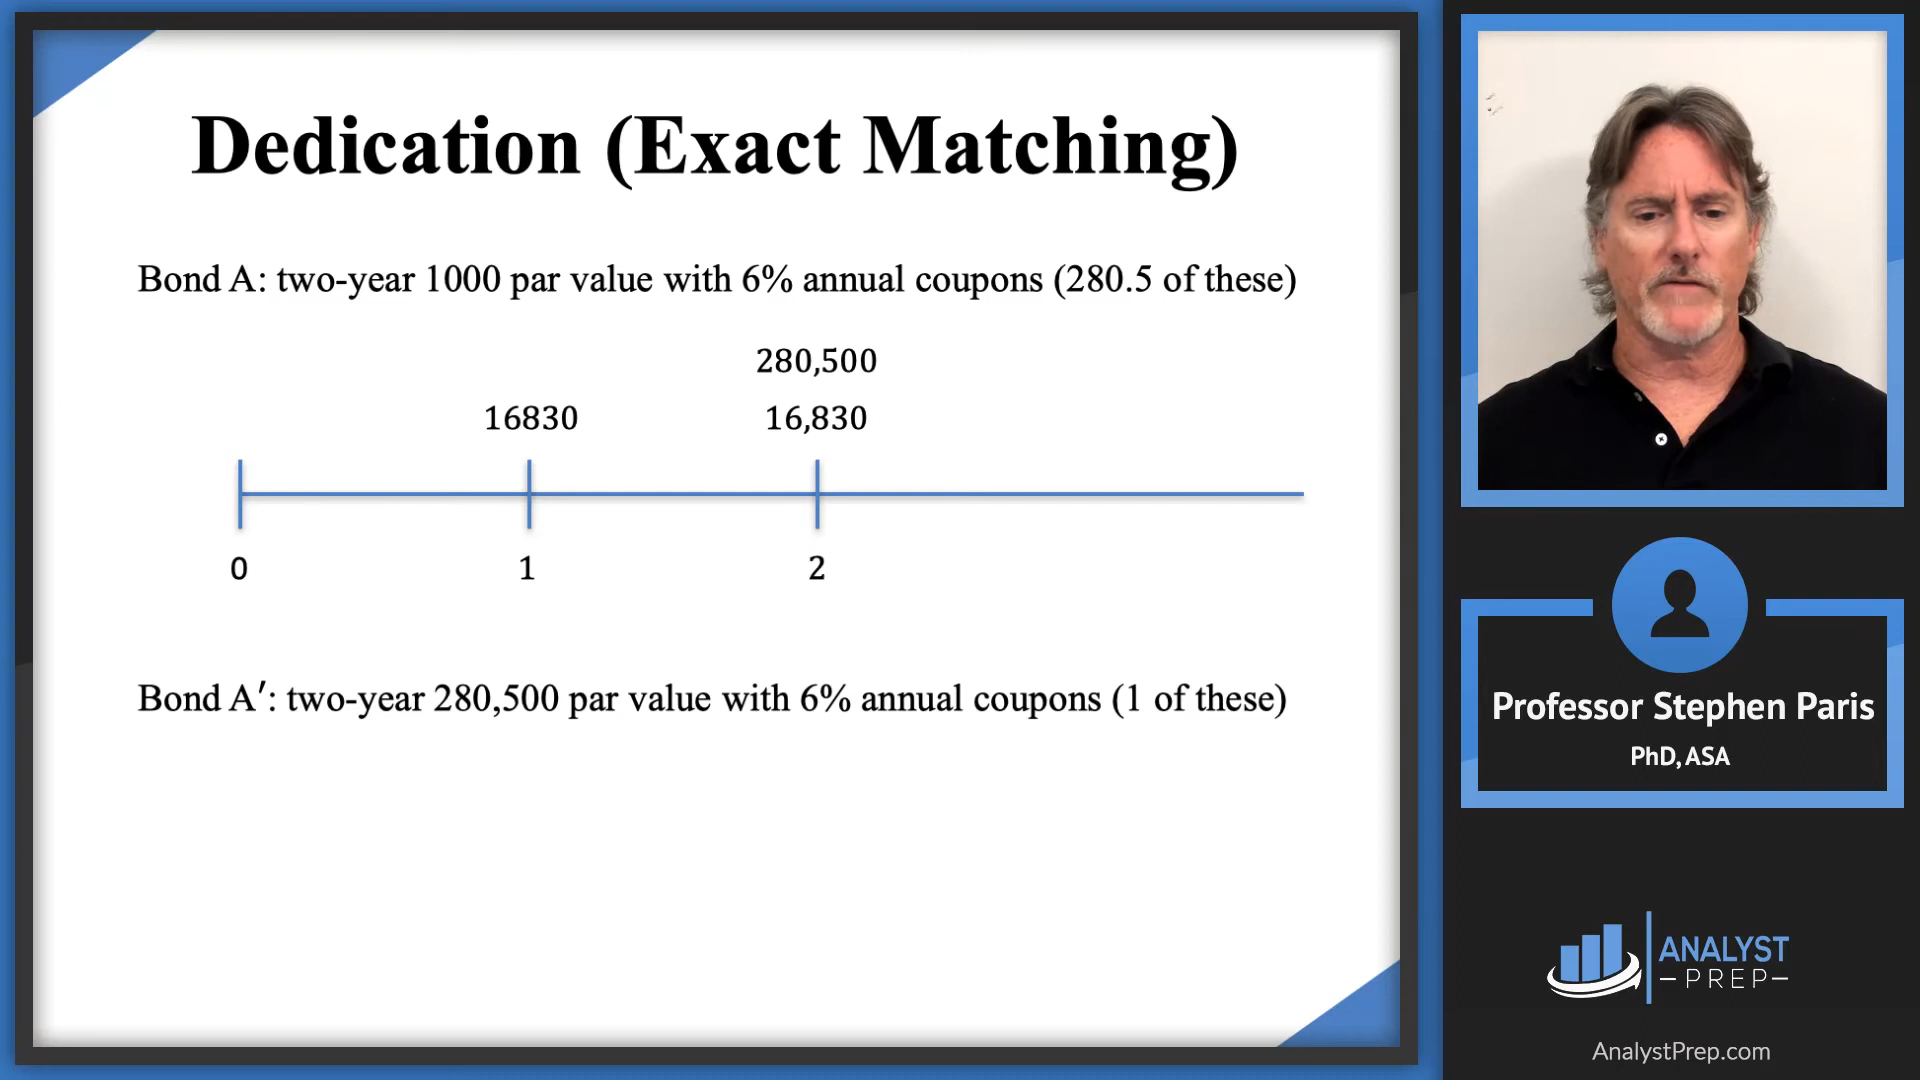 Dedication (Exact Matching)
Bond A: two-year 1000 par value with 6% annual coupons (280.5 of these)
280,500
16830 16,830
0 1 2
Bond A′: two-year 280,500 par value with 6% annual coupons (1 of these)
Professor Stephen Paris
PhD, ASA
ANALYST
PREP
AnalystPrep.com